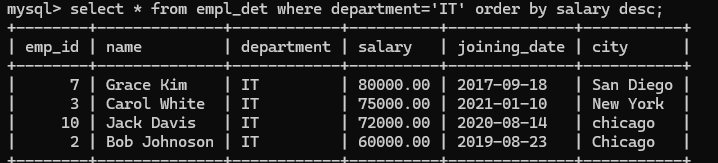 mysql> select * from empl_det where department='IT' order by salary desc;
+--------+--------------+------------+----------+--------------+-----------+
| emp_id | name         | department | salary   | joining_date | city      |
+--------+--------------+------------+----------+--------------+-----------+
|      7 | Grace Kim    | IT         | 80000.00 | 2017-09-18   | San Diego |
|      3 | Carol White  | IT         | 75000.00 | 2021-01-10   | New York  |
|     10 | Jack Davis   | IT         | 72000.00 | 2020-08-14   | chicago   |
|      2 | Bob Johnoson | IT         | 60000.00 | 2019-08-23   | Chicago   |
+--------+--------------+------------+----------+--------------+-----------+